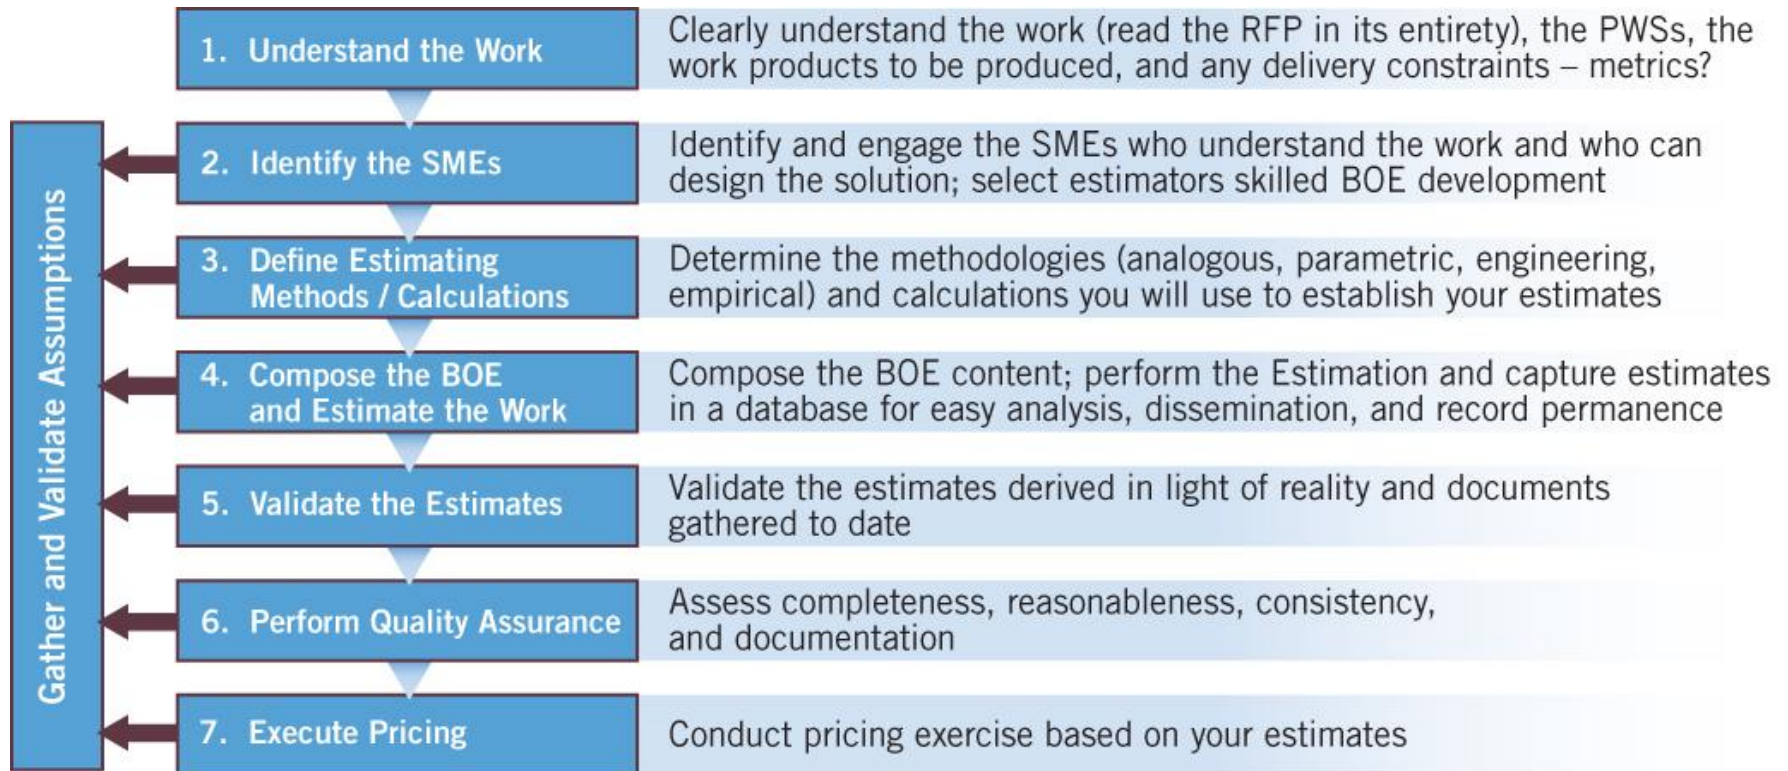 1. Understand the Work
Clearly understand the work (read the RFP in its entirety), the PWSs, the
work products to be produced, and any delivery constraints – metrics?
Gather and Validate Assumptions
2. Identify the SMEs
Identify and engage the SMEs who understand the work and who can
design the solution; select estimators skilled BOE development
3. Define Estimating
Methods / Calculations
Determine the methodologies (analogous, parametric, engineering,
empirical) and calculations you will use to establish your estimates
4. Compose the BOE
and Estimate the Work
Compose the BOE content; perform the Estimation and capture estimates
in a database for easy analysis, dissemination, and record permanence
5. Validate the Estimates
Validate the estimates derived in light of reality and documents
gathered to date
6. Perform Quality Assurance
Assess completeness, reasonableness, consistency,
and documentation
7. Execute Pricing
Conduct pricing exercise based on your estimates